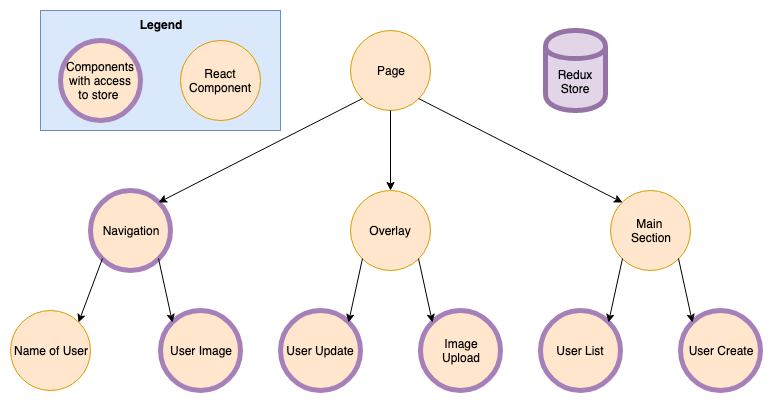 Legend
Components
with access
to store
React
Component
Page
Redux
Store
Navigation
Overlay
Main
Section
Name of User
User Image
User Update
Image
Upload
User List
User Create